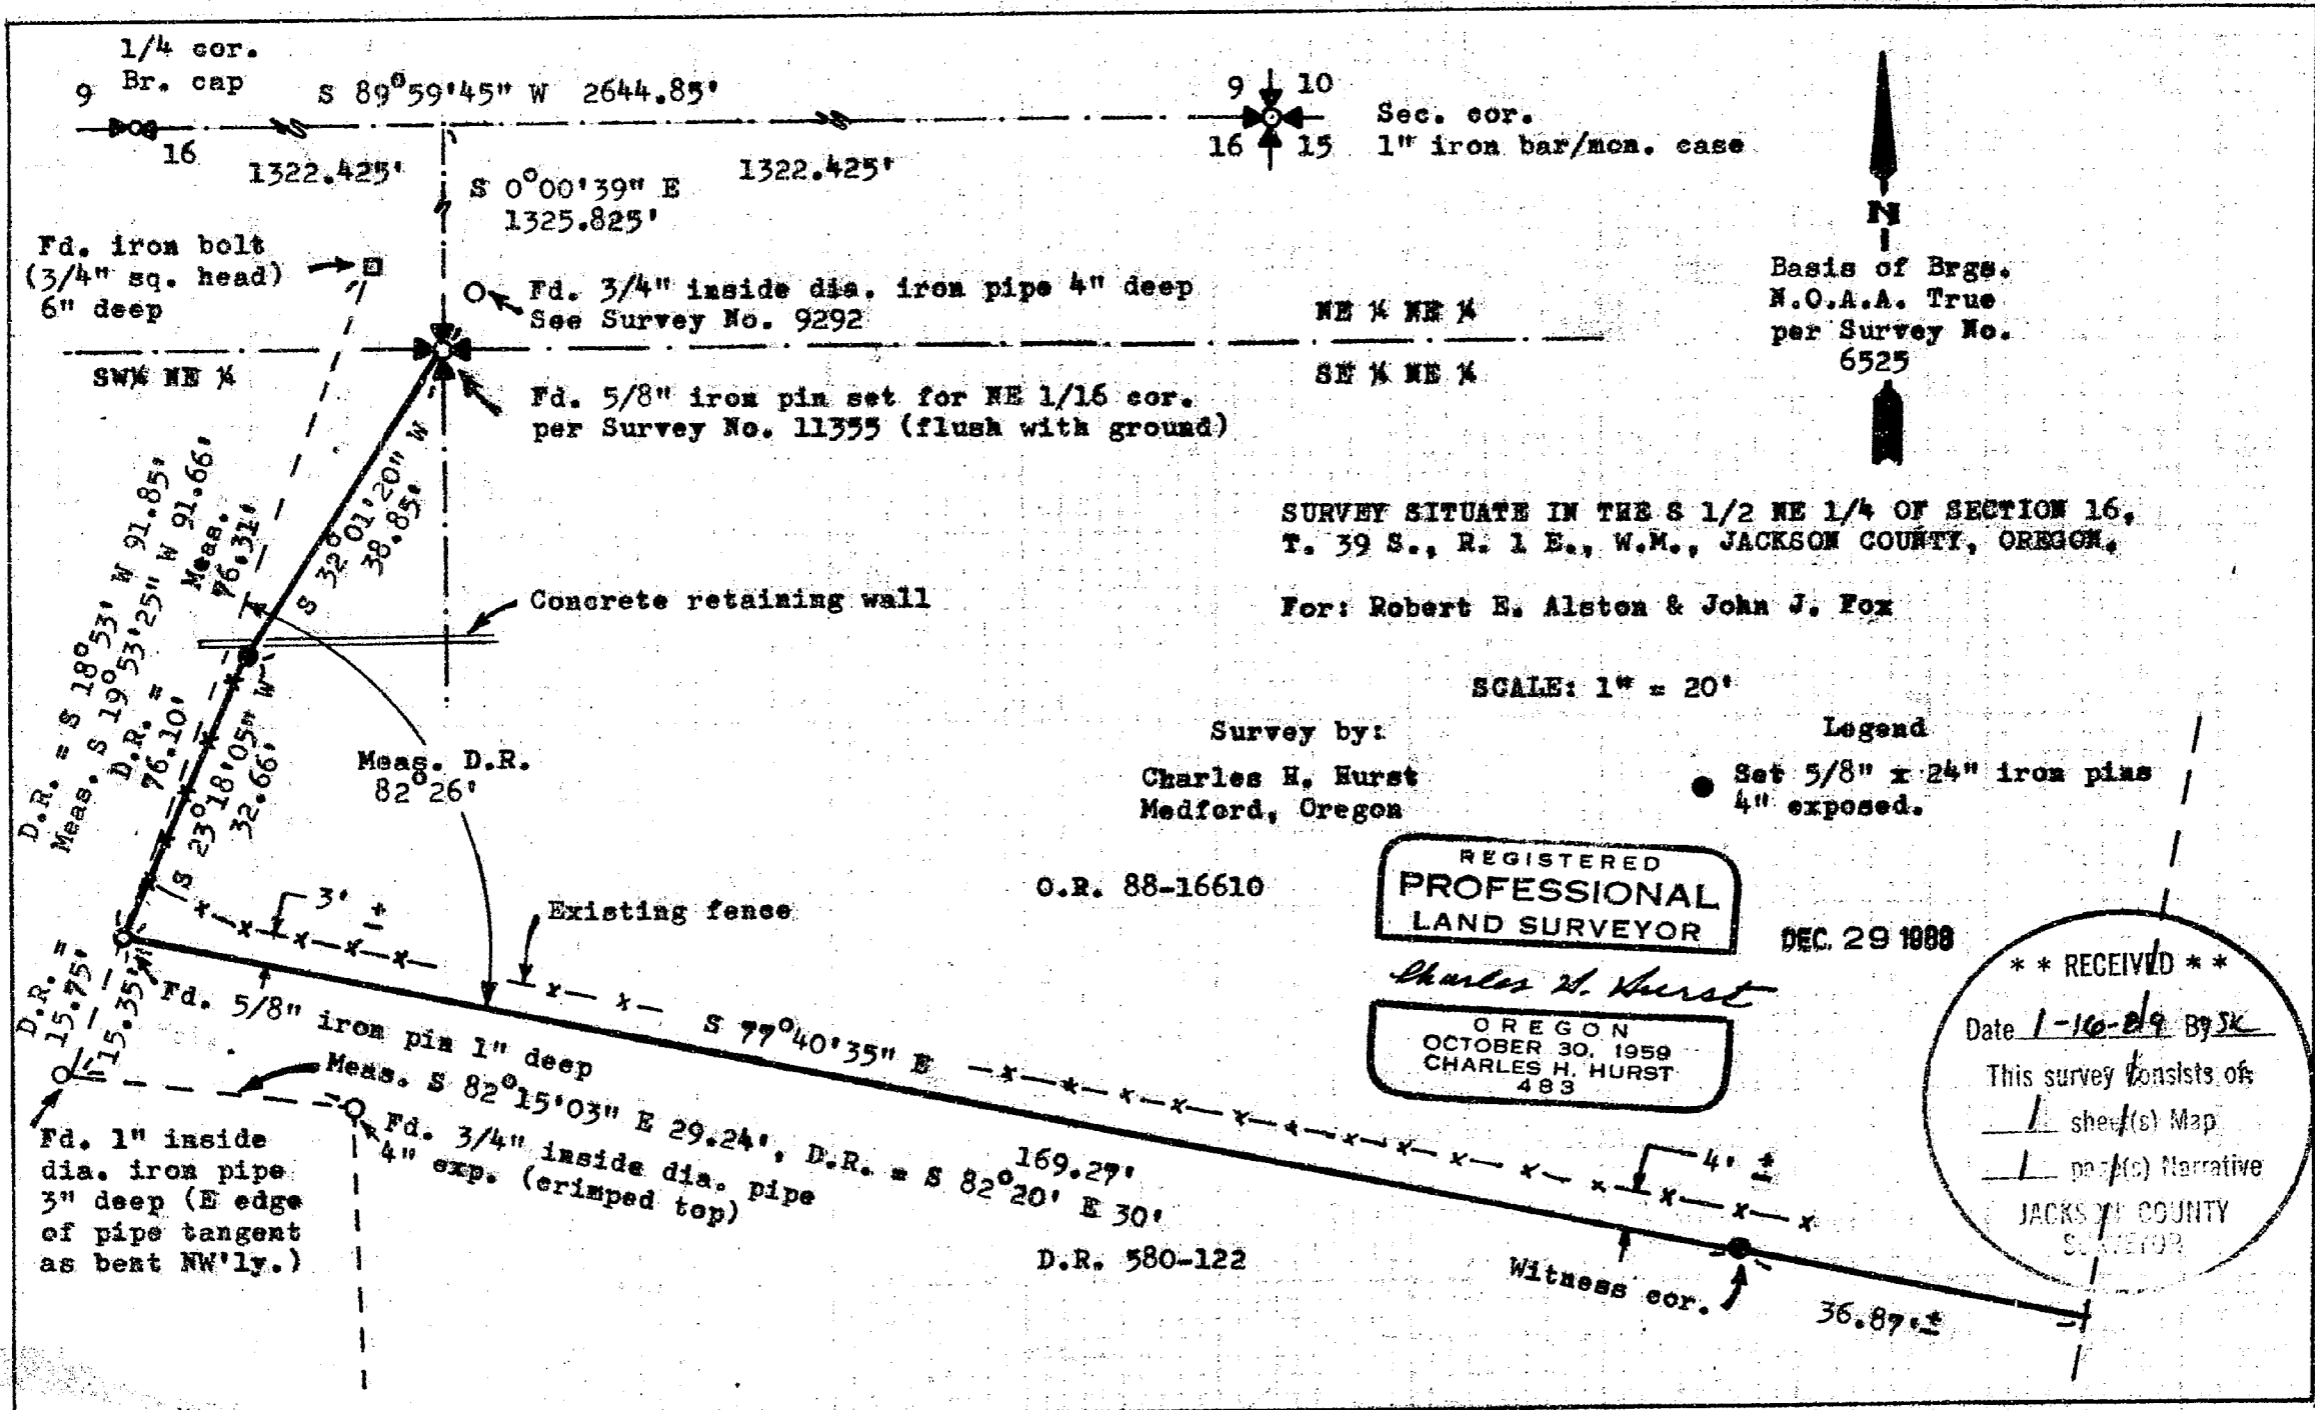 1/4 cor.
Br. cap
9
16
S 89°59'45" W 2644.85'
1322.425'
1322.425'
9 10
16 15
Sec. cor.
1" iron bar/mon. case
S 0°00'39" E
1325.825'
N
Basis of Brgs.
N.O.A.A. True
per Survey No.
6525
Fd. iron bolt
(3/4" sq. head)
6" deep
Fd. 3/4" inside dia. iron pipe 4" deep
See Survey No. 9292
NE ¼ NE ¼
SW¼ NE ¼
SE ¼ NE ¼
Fd. 5/8" iron pin set for NE 1/16 cor.
per Survey No. 11355 (flush with ground)
S 32°01'20" W
38.85'
D.R. = S 18°53' W 91.85'
Meas. S 19°53'25" W 91.66'
Meas.
76.31'
D.R. =
76.10'
SURVEY SITUATE IN THE S 1/2 NE 1/4 OF SECTION 16,
T. 39 S., R. 1 E., W.M., JACKSON COUNTY, OREGON.
For: Robert E. Alston & John J. Fox
Concrete retaining wall
SCALE: 1" = 20'
Survey by:
Charles H. Hurst
Medford, Oregon
Legend
Set 5/8" x 24" iron pins
4" exposed.
S 23°18'05" W
32.66'
Meas. D.R.
82°26'
O.R. 88-16610
REGISTERED
PROFESSIONAL
LAND SURVEYOR
Charles H. Hurst
OREGON
OCTOBER 30, 1959
CHARLES H. HURST
483
DEC. 29 1988
* * RECEIVED * *
Date 1-16-89 By JK
This survey consists of:
1 sheet(s) Map
1 page(s) Narrative
JACKSON COUNTY
SURVEYOR
3' ±
Existing fence
D.R. =
15.75'
15.35'
Fd. 5/8" iron pin 1" deep
S 77°40'35" E
169.27'
Meas. S 82°15'03" E 29.24', D.R. = S 82°20' E 30'
Fd. 3/4" inside dia. pipe
4" exp. (crimped top)
Fd. 1" inside
dia. iron pipe
3" deep (E edge
of pipe tangent
as bent NW'ly.)
D.R. 580-122
4' ±
Witness cor.
36.87'±